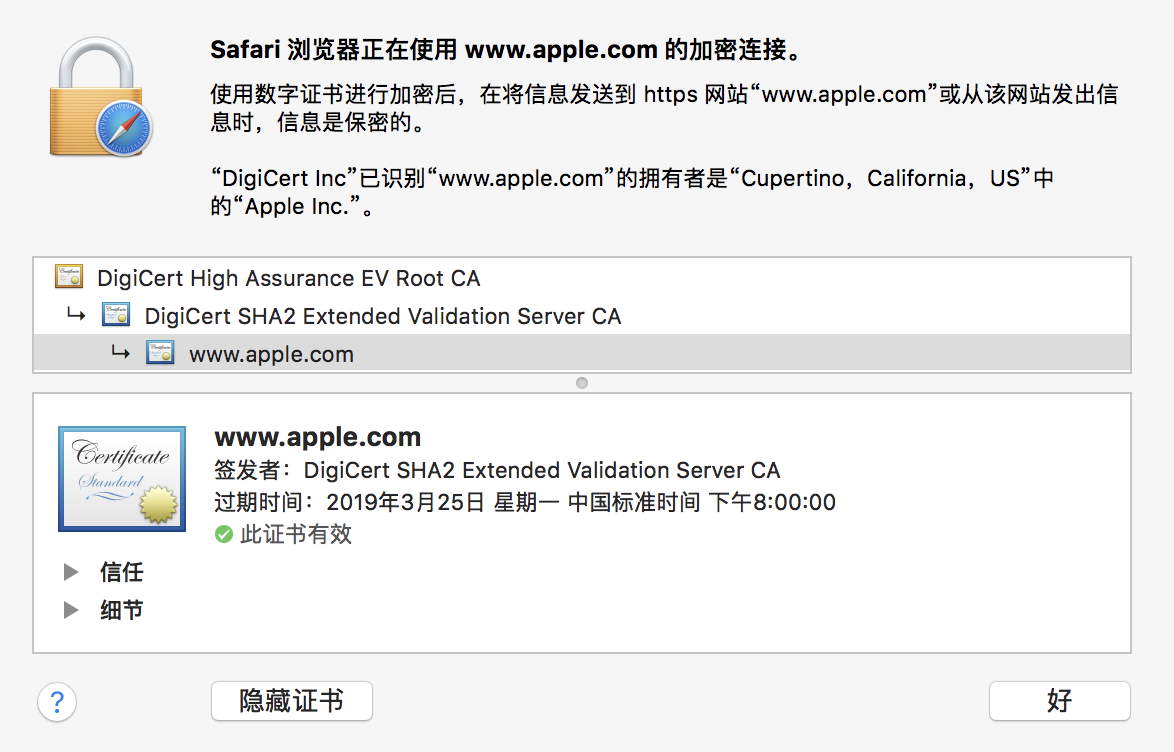 Safari 浏览器正在使用 www.apple.com 的加密连接。
使用数字证书进行加密后，在将信息发送到 https 网站“www.apple.com”或从该网站发出信
息时，信息是保密的。
“DigiCert Inc”已识别“www.apple.com”的拥有者是“Cupertino，California，US”中
的“Apple Inc.”。
DigiCert High Assurance EV Root CA
DigiCert SHA2 Extended Validation Server CA
www.apple.com
Certificate
Standard
www.apple.com
签发者：DigiCert SHA2 Extended Validation Server CA
过期时间：2019年3月25日 星期一 中国标准时间 下午8:00:00
此证书有效
信任
细节
?
隐藏证书
好